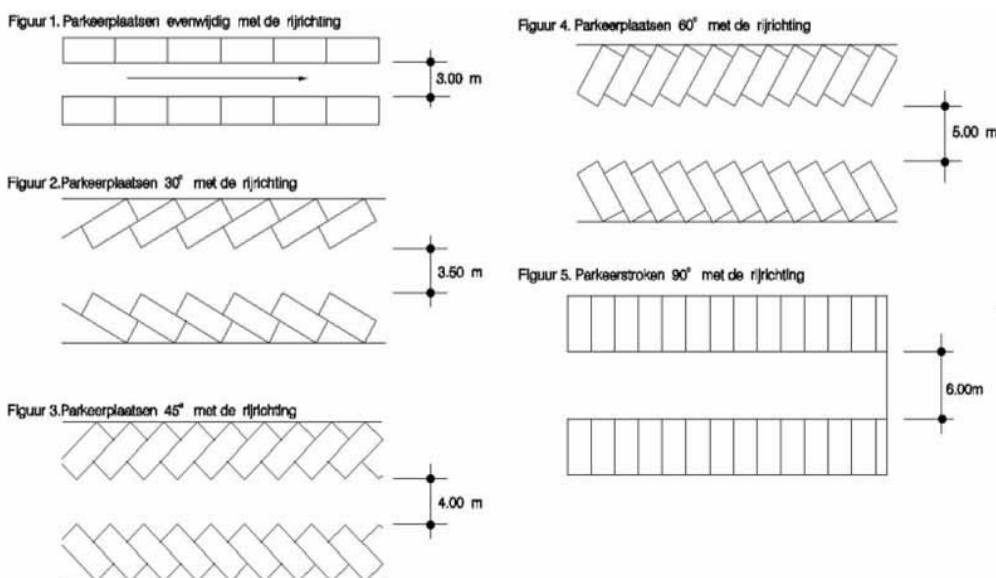 Figuur 1. Parkeerplaatsen evenwijdig met de rijrichting
3.00 m
Figuur 2.Parkeerplaatsen 30° met de rijrichting
3.50 m
Figuur 3.Parkeerplaatsen 45° met de rijrichting
4.00 m
Figuur 4. Parkeerplaatsen 60° met de rijrichting
5.00 m
Figuur 5. Parkeerstroken 90° met de rijrichting
6.00m